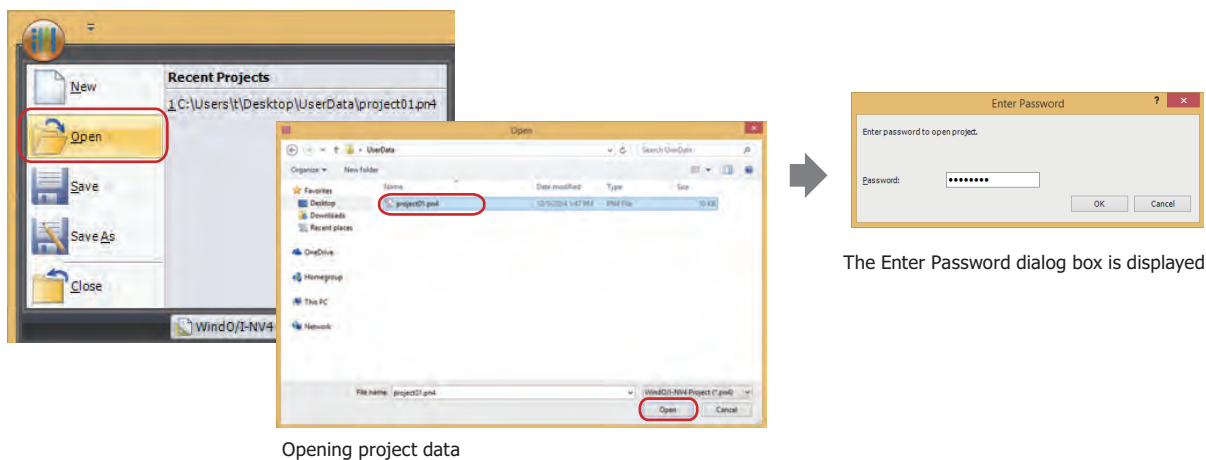 New
Recent Projects
1 C:\Users\t\Desktop\UserData\project01.pn4
Open
Save
Save As
Close
WindO/I-NV4
Open
UserData
Search UserData
Organize
New folder
Name
Date modified
Type
Size
Favorites
Desktop
Downloads
Recent places
OneDrive
Homegroup
This PC
Network
project01.pn4
PN4 File
10 KB
File name: project01.pn4
WindO/I-NV4 Project (*.pn4)
Open
Cancel
Opening project data
Enter Password
?
Enter password to open project.
Password:
OK
Cancel
The Enter Password dialog box is displayed